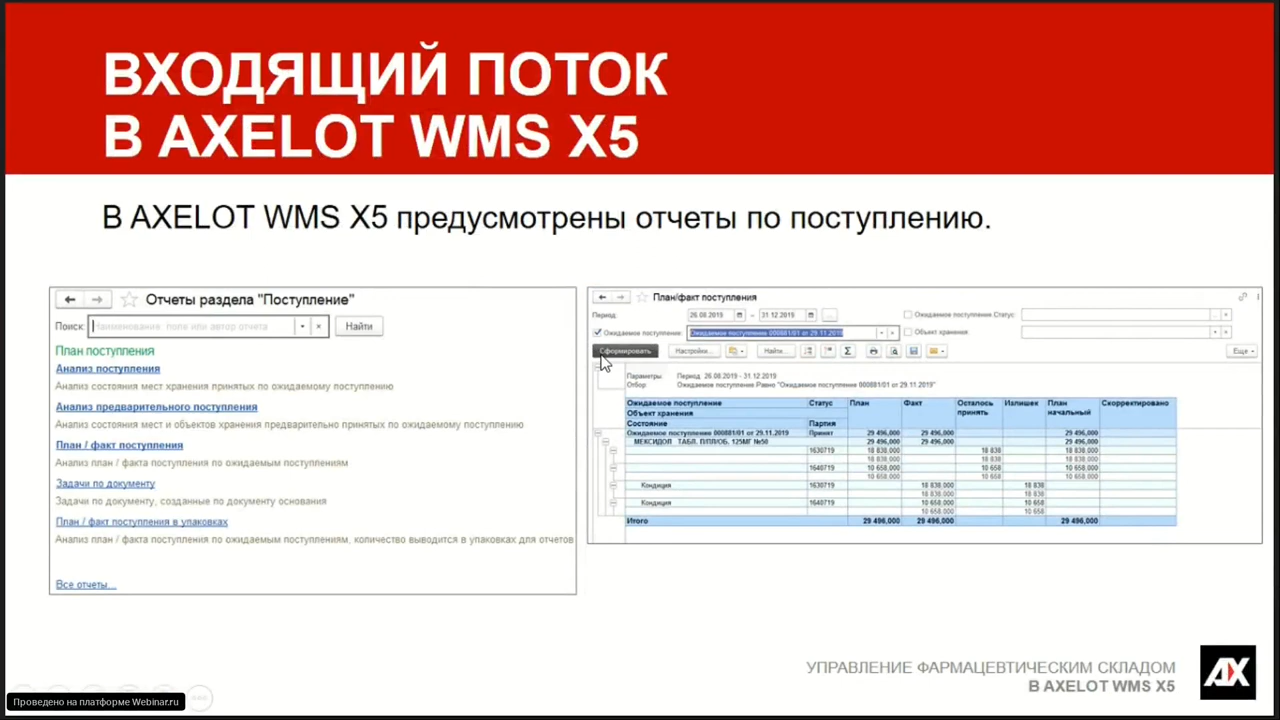 ВХОДЯЩИЙ ПОТОК
В AXELOT WMS X5
В AXELOT WMS X5 предусмотрены отчеты по поступлению.
Отчеты раздела "Поступление"
Поиск: Наименование, поле или автор отчета Найти
План поступления
Анализ поступления
Анализ состояния мест хранения принятых по ожидаемому поступлению
Анализ предварительного поступления
Анализ состояния мест и объектов хранения предварительно принятых по ожидаемому поступлению
План / факт поступления
Анализ план / факта поступления по ожидаемым поступлениям
Задачи по документу
Задачи по документу, созданные по документу основания
План / факт поступления в упаковках
Анализ план / факта поступления по ожидаемым поступлениям, количество выводится в упаковках для отчетов
Все отчеты...
План/факт поступления
Период: 26.08.2019 – 31.12.2019 ... Ожидаемое поступление.Статус:
Ожидаемое поступление: Ожидаемое поступление 000881/01 от 29.11.2019 Объект хранения:
Сформировать Настройки... Найти... Σ Еще
Параметры: Период: 26.08.2019 - 31.12.2019
Отбор: Ожидаемое поступление Равно "Ожидаемое поступление 000881/01 от 29.11.2019"
Ожидаемое поступление Статус План Факт Осталось принять Излишек План начальный Скорректировано
Объект хранения
Состояние Партия
Ожидаемое поступление 000881/01 от 29.11.2019 Принят 29 496,000 29 496,000 29 496,000
МЕКСИДОЛ ТАБЛ. П/ПЛ/ОБ. 125МГ №50 29 496,000 29 496,000 29 496,000
1630719 18 838,000 18 838 18 838,000
18 838,000 18 838 18 838,000
1640719 10 658,000 10 658 10 658,000
10 658,000 10 658 10 658,000
Кондиция 1630719 18 838,000 18 838
18 838,000 18 838
Кондиция 1640719 10 658,000 10 658
10 658,000 10 658
Итого 29 496,000 29 496,000 29 496,000
УПРАВЛЕНИЕ ФАРМАЦЕВТИЧЕСКИМ СКЛАДОМ
В AXELOT WMS X5
AX
Проведено на платформе Webinar.ru